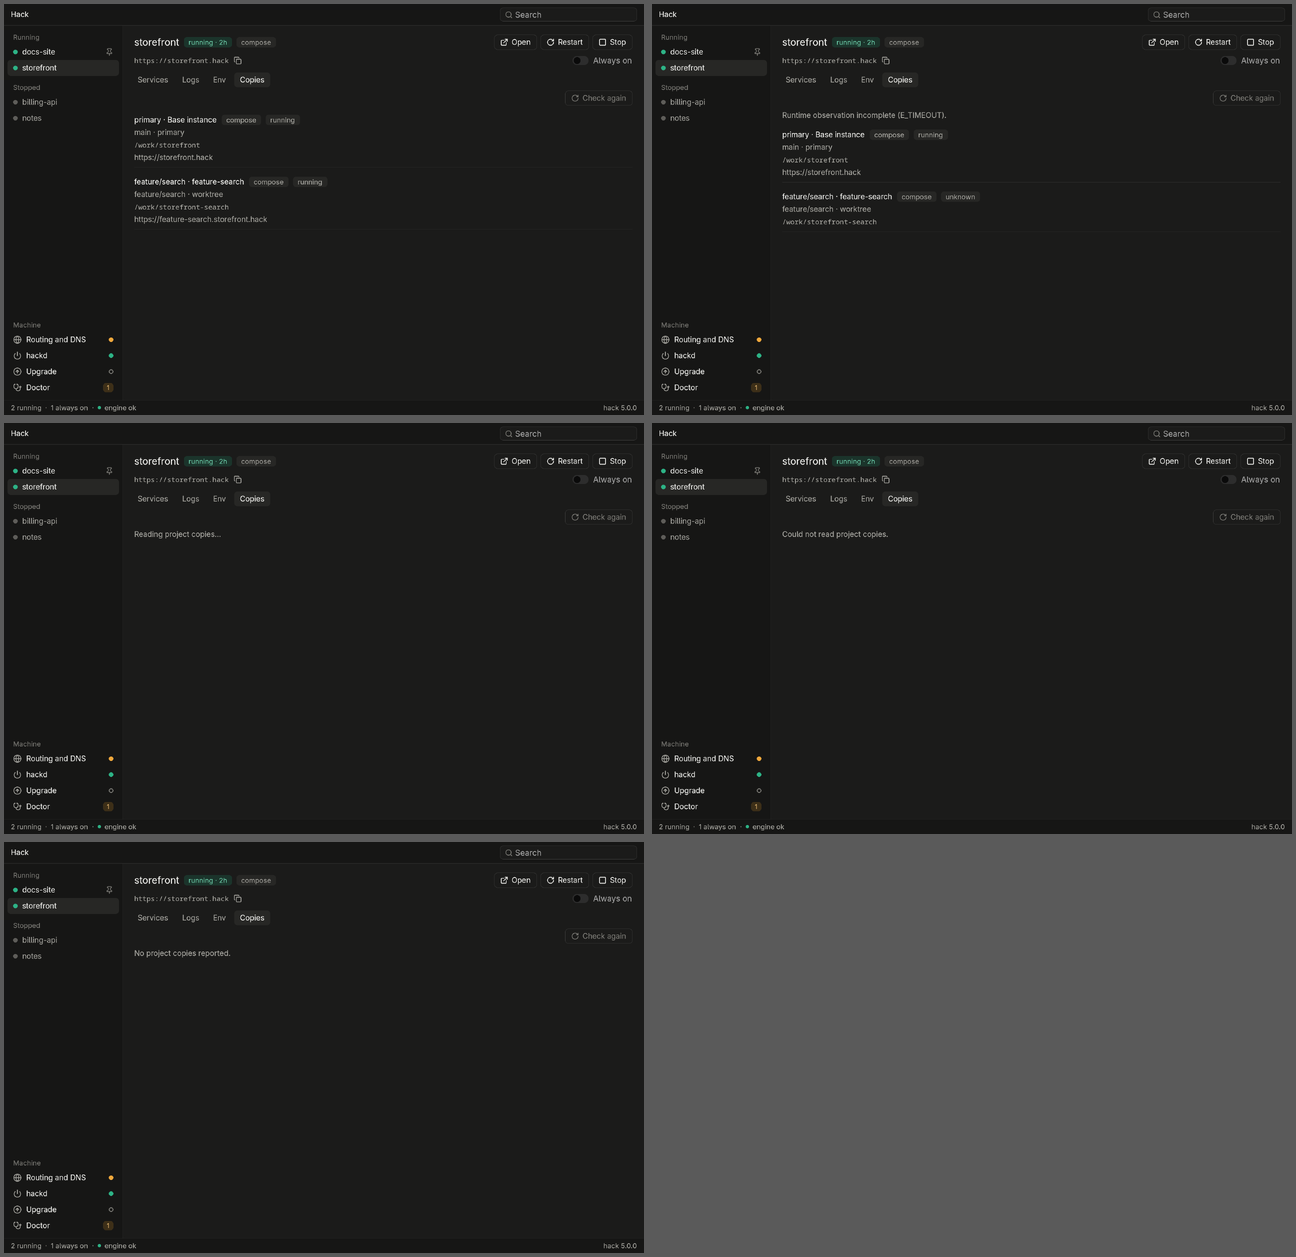 Hack
Search
Running
docs-site
storefront
Stopped
billing-api
notes
Machine
Routing and DNS
hackd
Upgrade
Doctor 1
storefront running · 2h compose
Open Restart Stop
https://storefront.hack
Always on
Services Logs Env Copies
Check again
primary · Base instance compose running
main · primary
/work/storefront
https://storefront.hack
feature/search · feature-search compose running
feature/search · worktree
/work/storefront-search
https://feature-search.storefront.hack
2 running · 1 always on · engine ok
hack 5.0.0
Hack
Search
Running
docs-site
storefront
Stopped
billing-api
notes
Machine
Routing and DNS
hackd
Upgrade
Doctor 1
storefront running · 2h compose
Open Restart Stop
https://storefront.hack
Always on
Services Logs Env Copies
Check again
Runtime observation incomplete (E_TIMEOUT).
primary · Base instance compose running
main · primary
/work/storefront
https://storefront.hack
feature/search · feature-search compose unknown
feature/search · worktree
/work/storefront-search
2 running · 1 always on · engine ok
hack 5.0.0
Hack
Search
Running
docs-site
storefront
Stopped
billing-api
notes
Machine
Routing and DNS
hackd
Upgrade
Doctor 1
storefront running · 2h compose
Open Restart Stop
https://storefront.hack
Always on
Services Logs Env Copies
Check again
Reading project copies...
2 running · 1 always on · engine ok
hack 5.0.0
Hack
Search
Running
docs-site
storefront
Stopped
billing-api
notes
Machine
Routing and DNS
hackd
Upgrade
Doctor 1
storefront running · 2h compose
Open Restart Stop
https://storefront.hack
Always on
Services Logs Env Copies
Check again
Could not read project copies.
2 running · 1 always on · engine ok
hack 5.0.0
Hack
Search
Running
docs-site
storefront
Stopped
billing-api
notes
Machine
Routing and DNS
hackd
Upgrade
Doctor 1
storefront running · 2h compose
Open Restart Stop
https://storefront.hack
Always on
Services Logs Env Copies
Check again
No project copies reported.
2 running · 1 always on · engine ok
hack 5.0.0